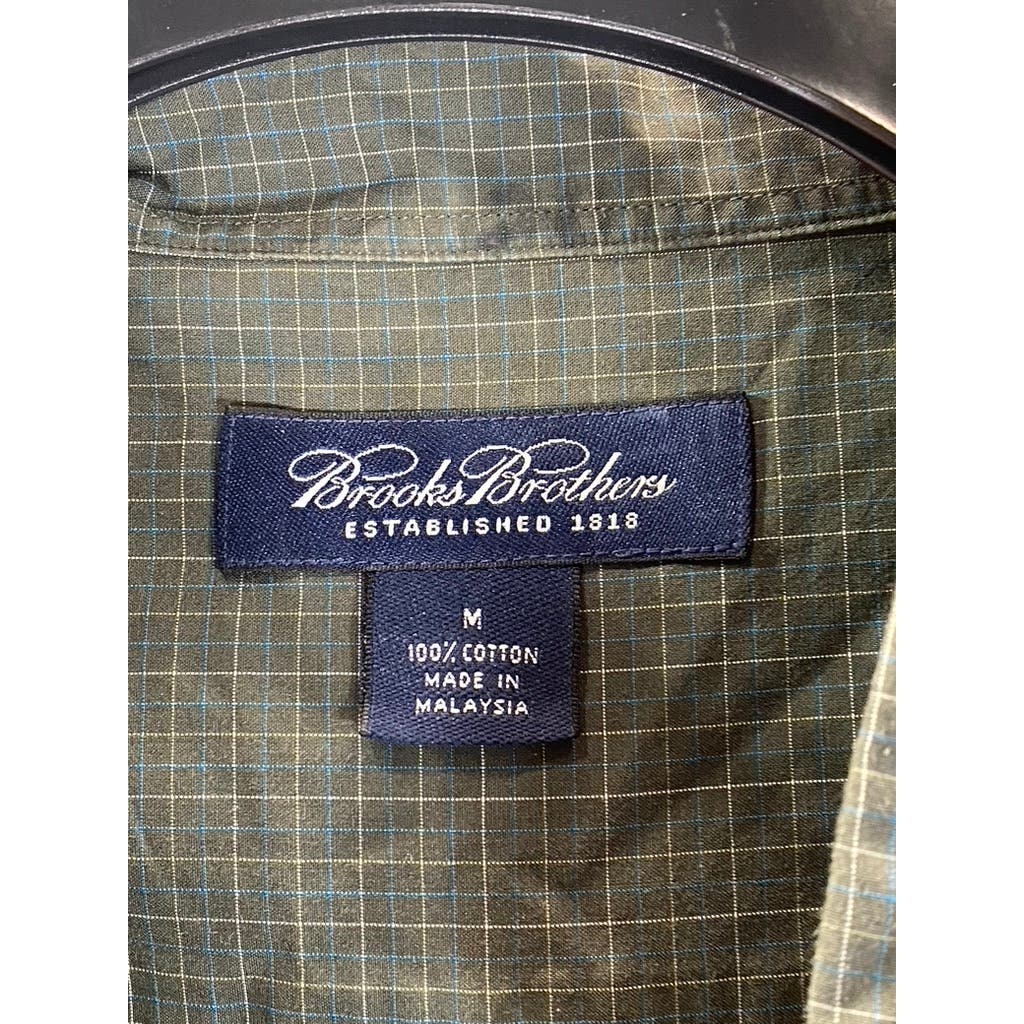 Brooks Brothers
ESTABLISHED 1818
M
100% COTTON
MADE IN
MALAYSIA